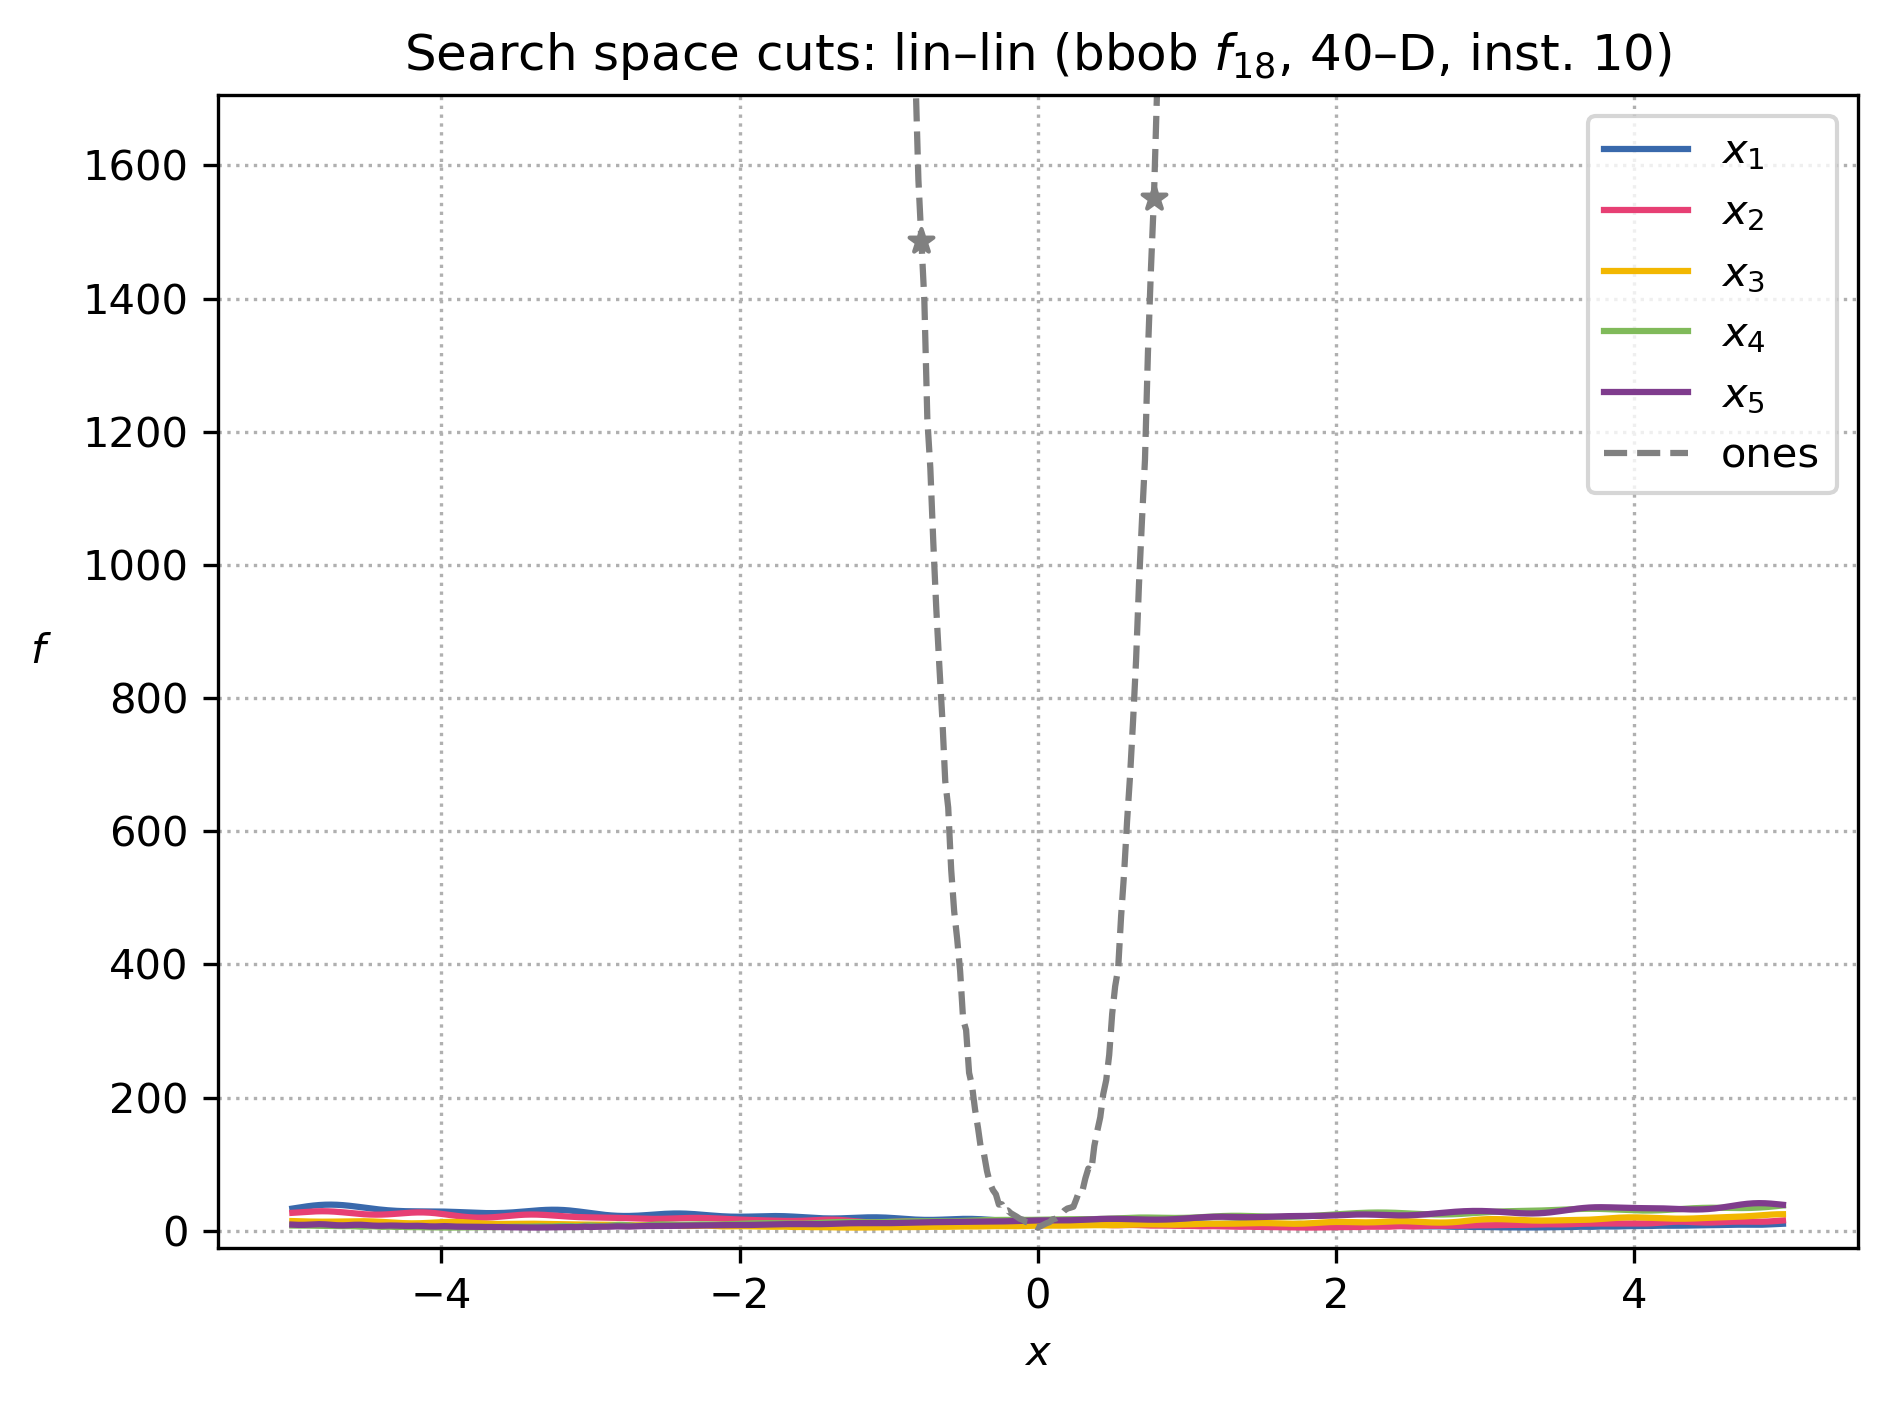 Search space cuts: lin–lin (bbob f₁₈, 40–D, inst. 10)
1600
1400
1200
1000
800
600
400
200
0
f
−4
−2
0
2
4
x
x₁
x₂
x₃
x₄
x₅
ones